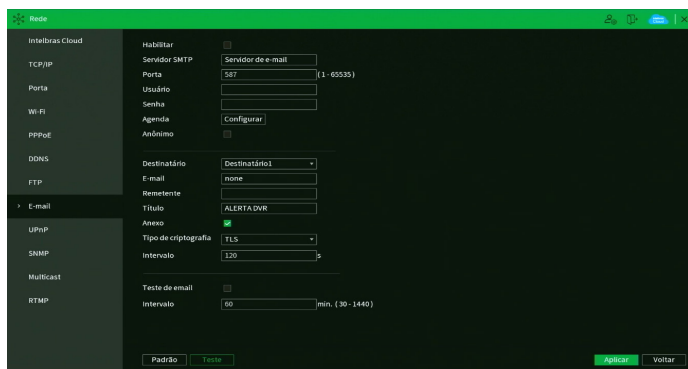 Rede
Intelbras Cloud
TCP/IP
Porta
Wi-Fi
PPPoE
DDNS
FTP
E-mail
UPnP
SNMP
Multicast
RTMP
Habilitar
Servidor SMTP Servidor de e-mail
Porta 587 (1 - 65535)
Usuário
Senha
Agenda Configurar
Anônimo
Destinatário Destinatário1
E-mail none
Remetente
Título ALERTA DVR
Anexo
Tipo de criptografia TLS
Intervalo 120 s
Teste de email
Intervalo 60 min. (30 - 1440)
Padrão Teste Aplicar Voltar